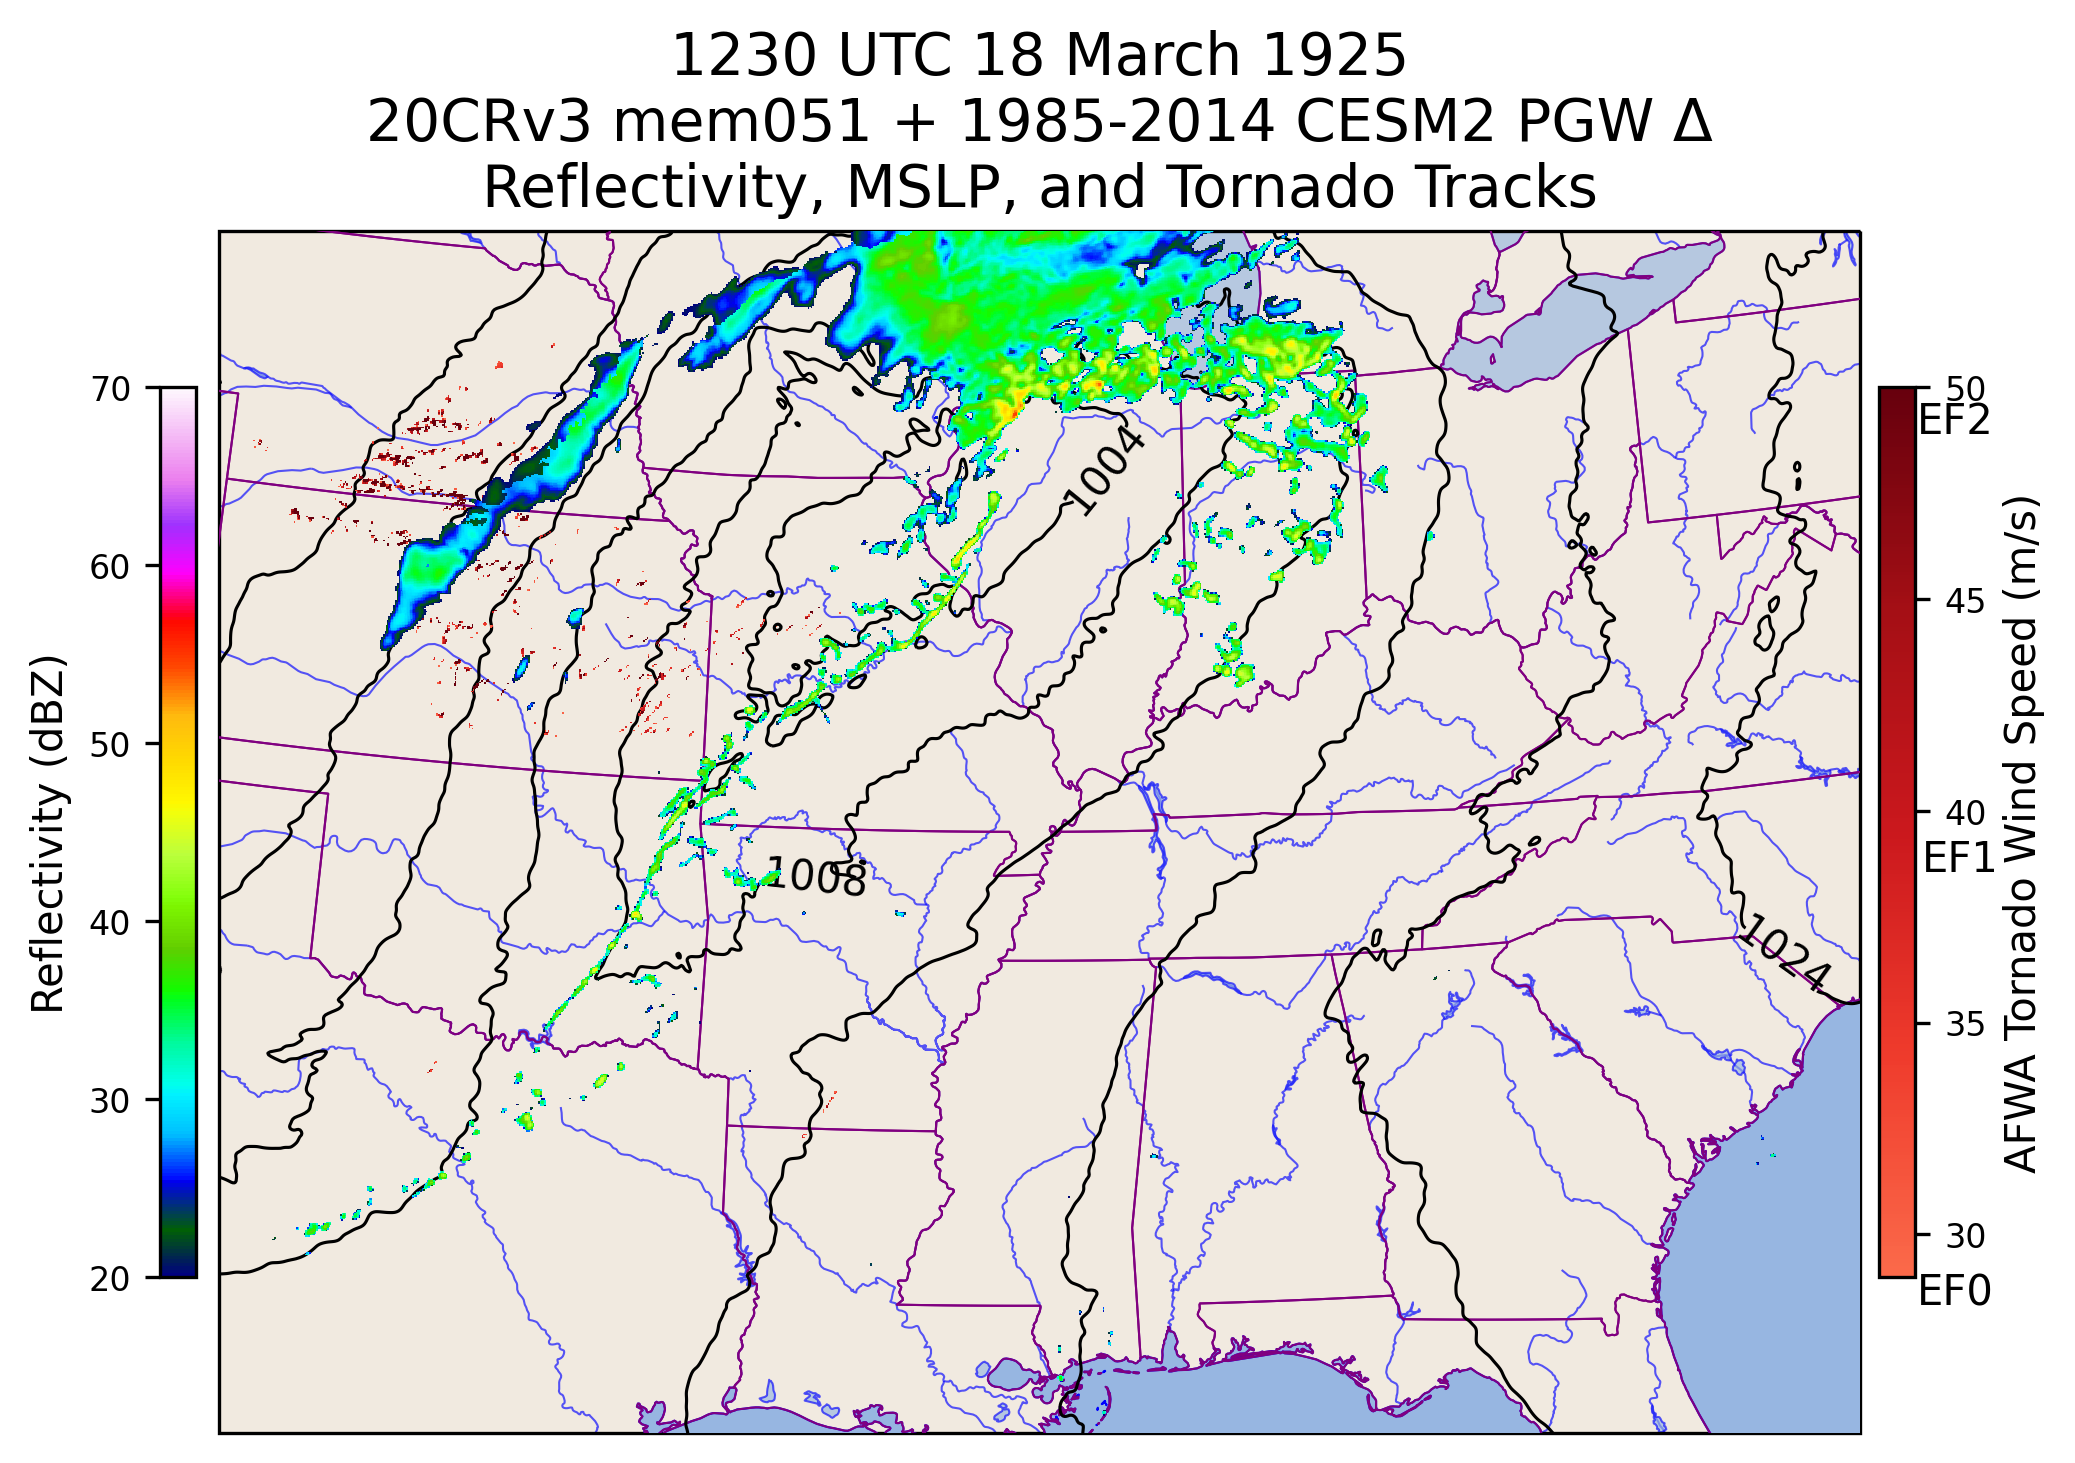 1230 UTC 18 March 1925
20CRv3 mem051 + 1985-2014 CESM2 PGW Δ
Reflectivity, MSLP, and Tornado Tracks
Reflectivity (dBZ)
70
60
50
40
30
20
1004
1008
1024
50
EF2
45
40
EF1
35
30
EF0
AFWA Tornado Wind Speed (m/s)